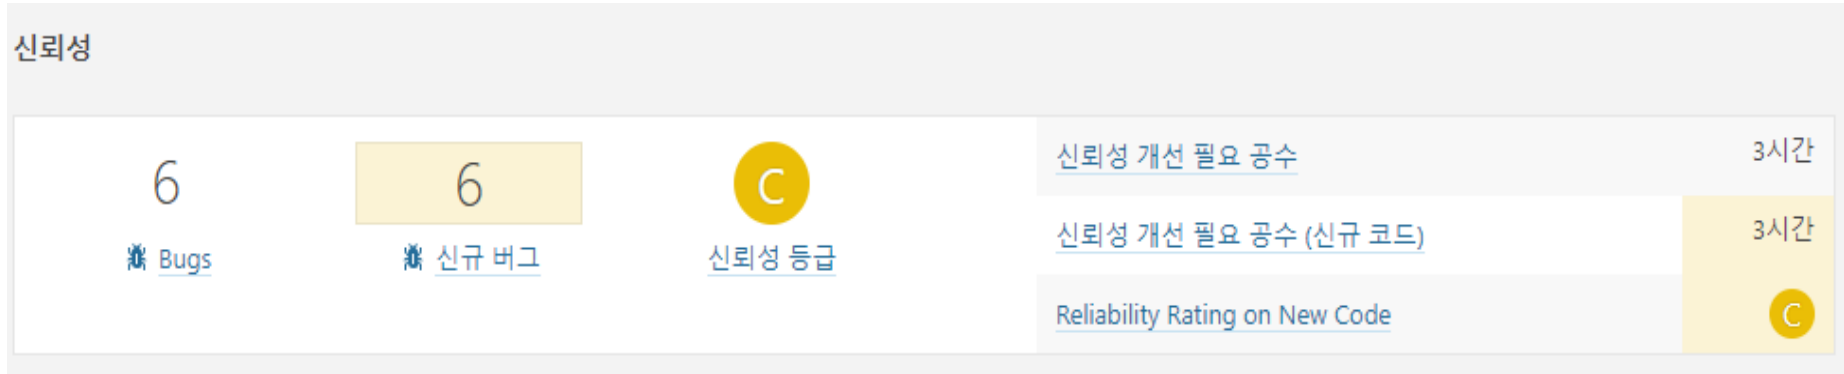 신뢰성
6
Bugs
6
신규 버그
C
신뢰성 등급
신뢰성 개선 필요 공수 3시간
신뢰성 개선 필요 공수 (신규 코드) 3시간
Reliability Rating on New Code C